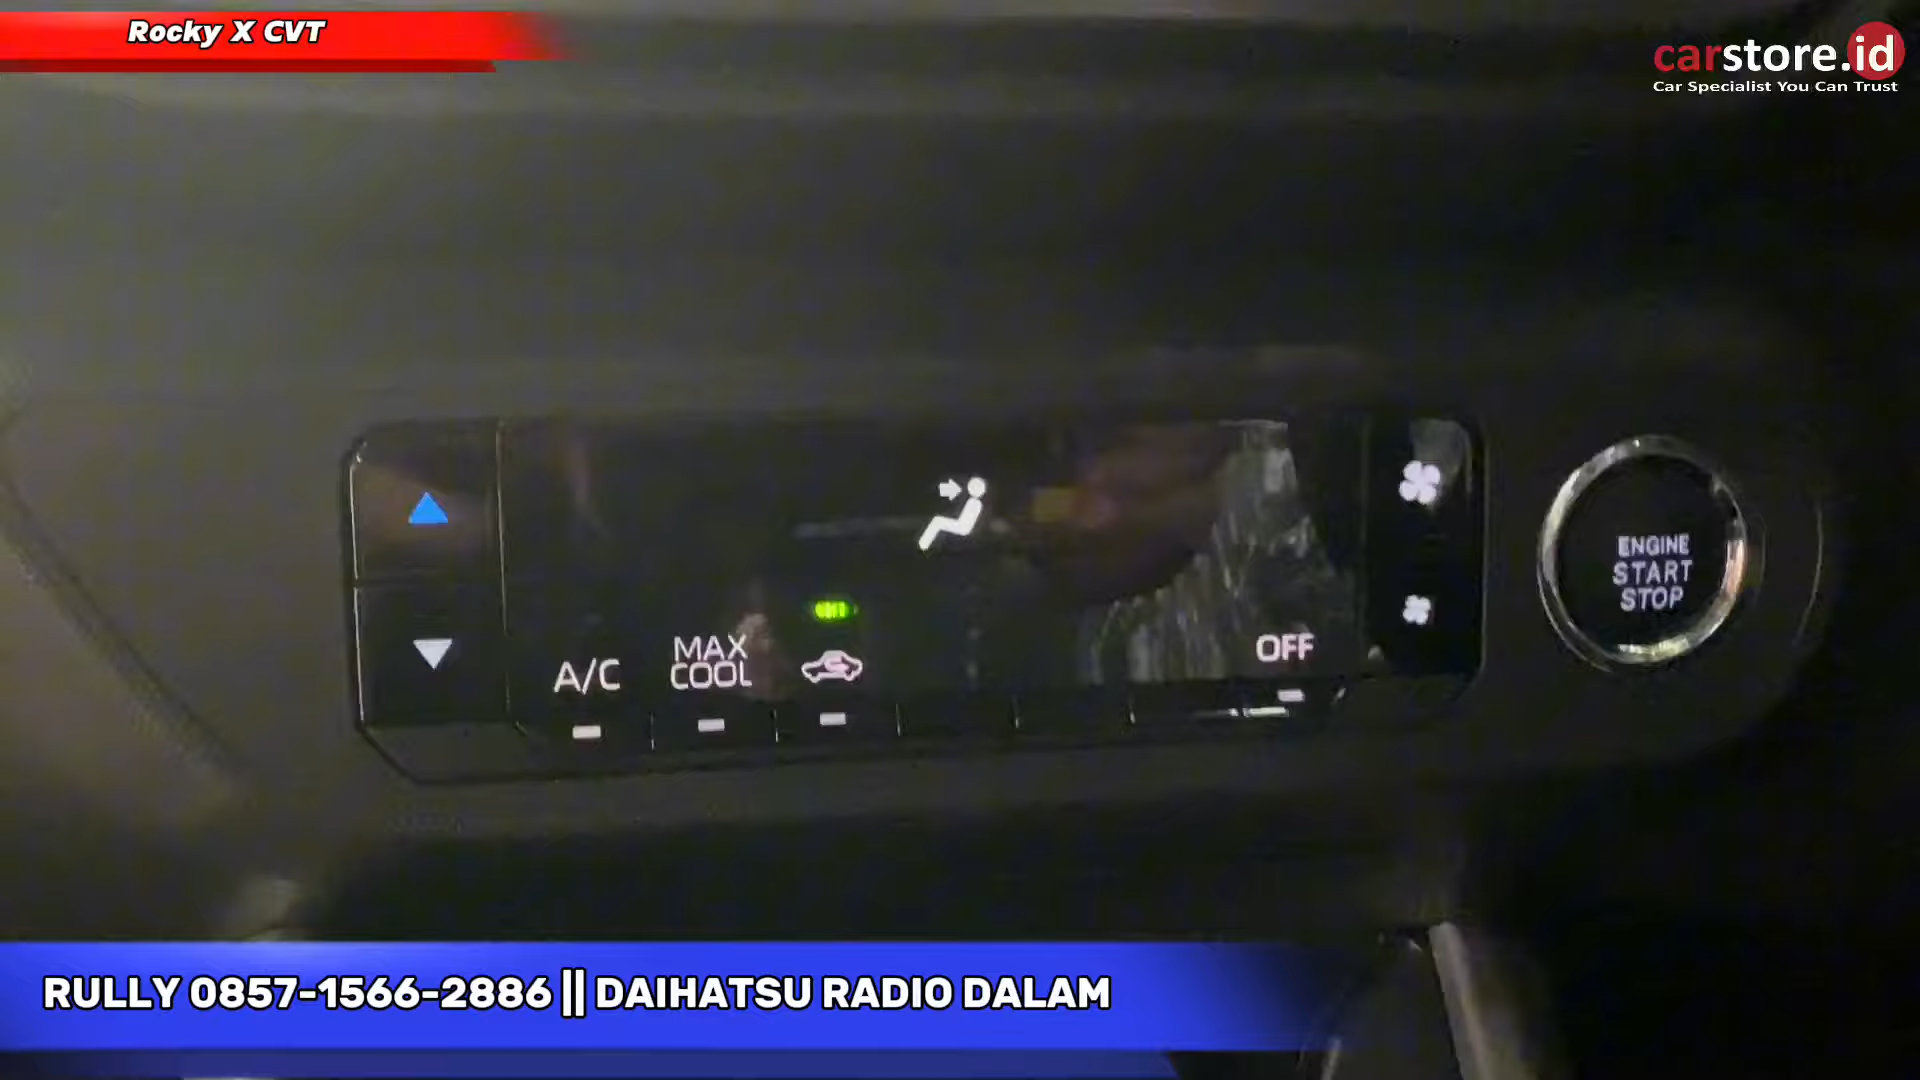 Rocky X CVT
carstore.id
Car Specialist You Can Trust
ENGINE
START
STOP
A/C
MAX
COOL
OFF
RULLY 0857-1566-2886 || DAIHATSU RADIO DALAM